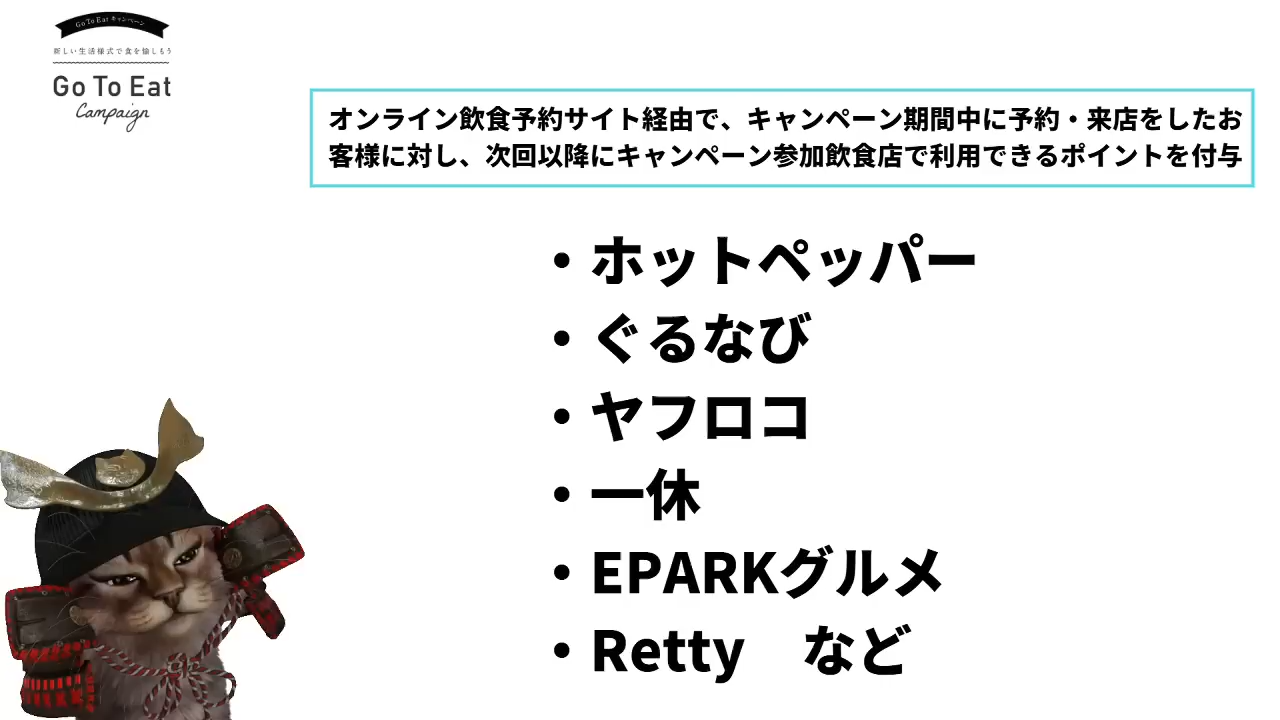 Go To Eat キャンペーン
新しい生活様式で食を愉しもう
Go To Eat
Campaign
オンライン飲食予約サイト経由で、キャンペーン期間中に予約・来店をしたお
客様に対し、次回以降にキャンペーン参加飲食店で利用できるポイントを付与
・ホットペッパー
・ぐるなび
・ヤフロコ
・一休
・EPARKグルメ
・Retty　など